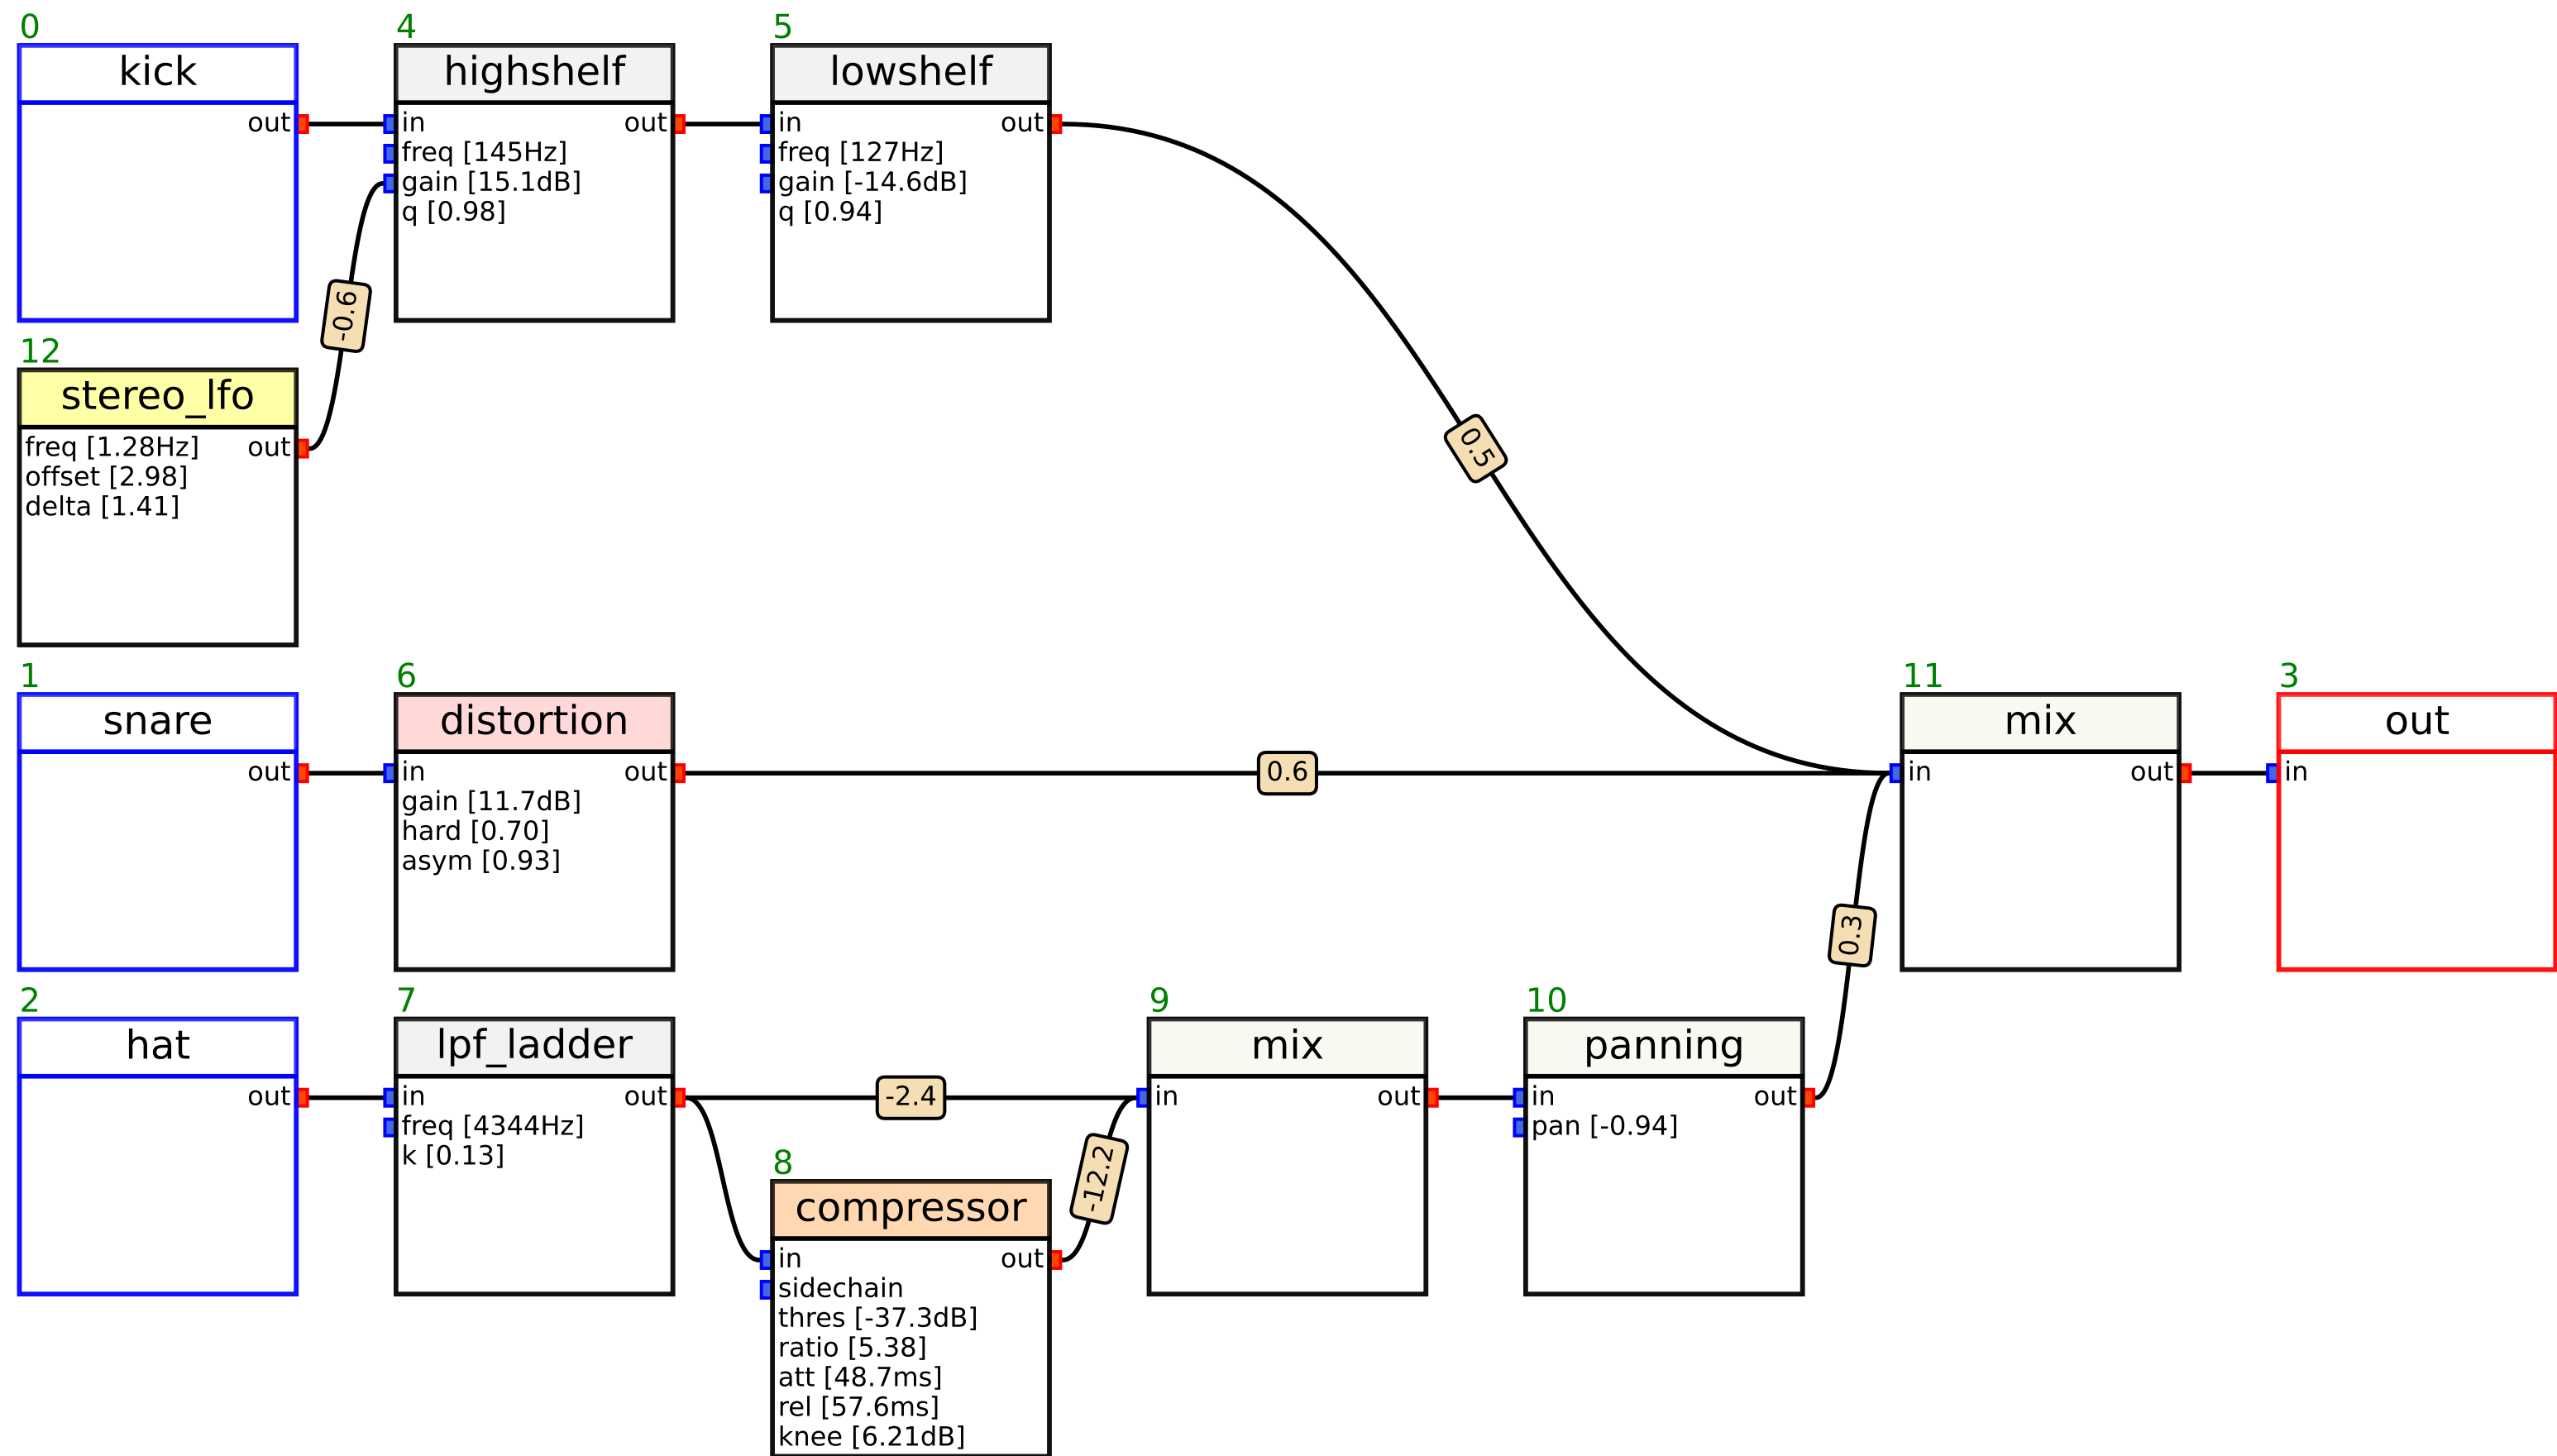 0
kick
out
4
highshelf
in
out
freq [145Hz]
gain [15.1dB]
q [0.98]
5
lowshelf
in
out
freq [127Hz]
gain [-14.6dB]
q [0.94]
-0.6
12
stereo_lfo
freq [1.28Hz]
out
offset [2.98]
delta [1.41]
0.5
1
snare
out
6
distortion
in
out
gain [11.7dB]
hard [0.70]
asym [0.93]
0.6
11
mix
in
out
3
out
in
0.3
2
hat
out
7
lpf_ladder
in
out
freq [4344Hz]
k [0.13]
-2.4
8
compressor
in
out
sidechain
thres [-37.3dB]
ratio [5.38]
att [48.7ms]
rel [57.6ms]
knee [6.21dB]
-12.2
9
mix
in
out
10
panning
in
out
pan [-0.94]